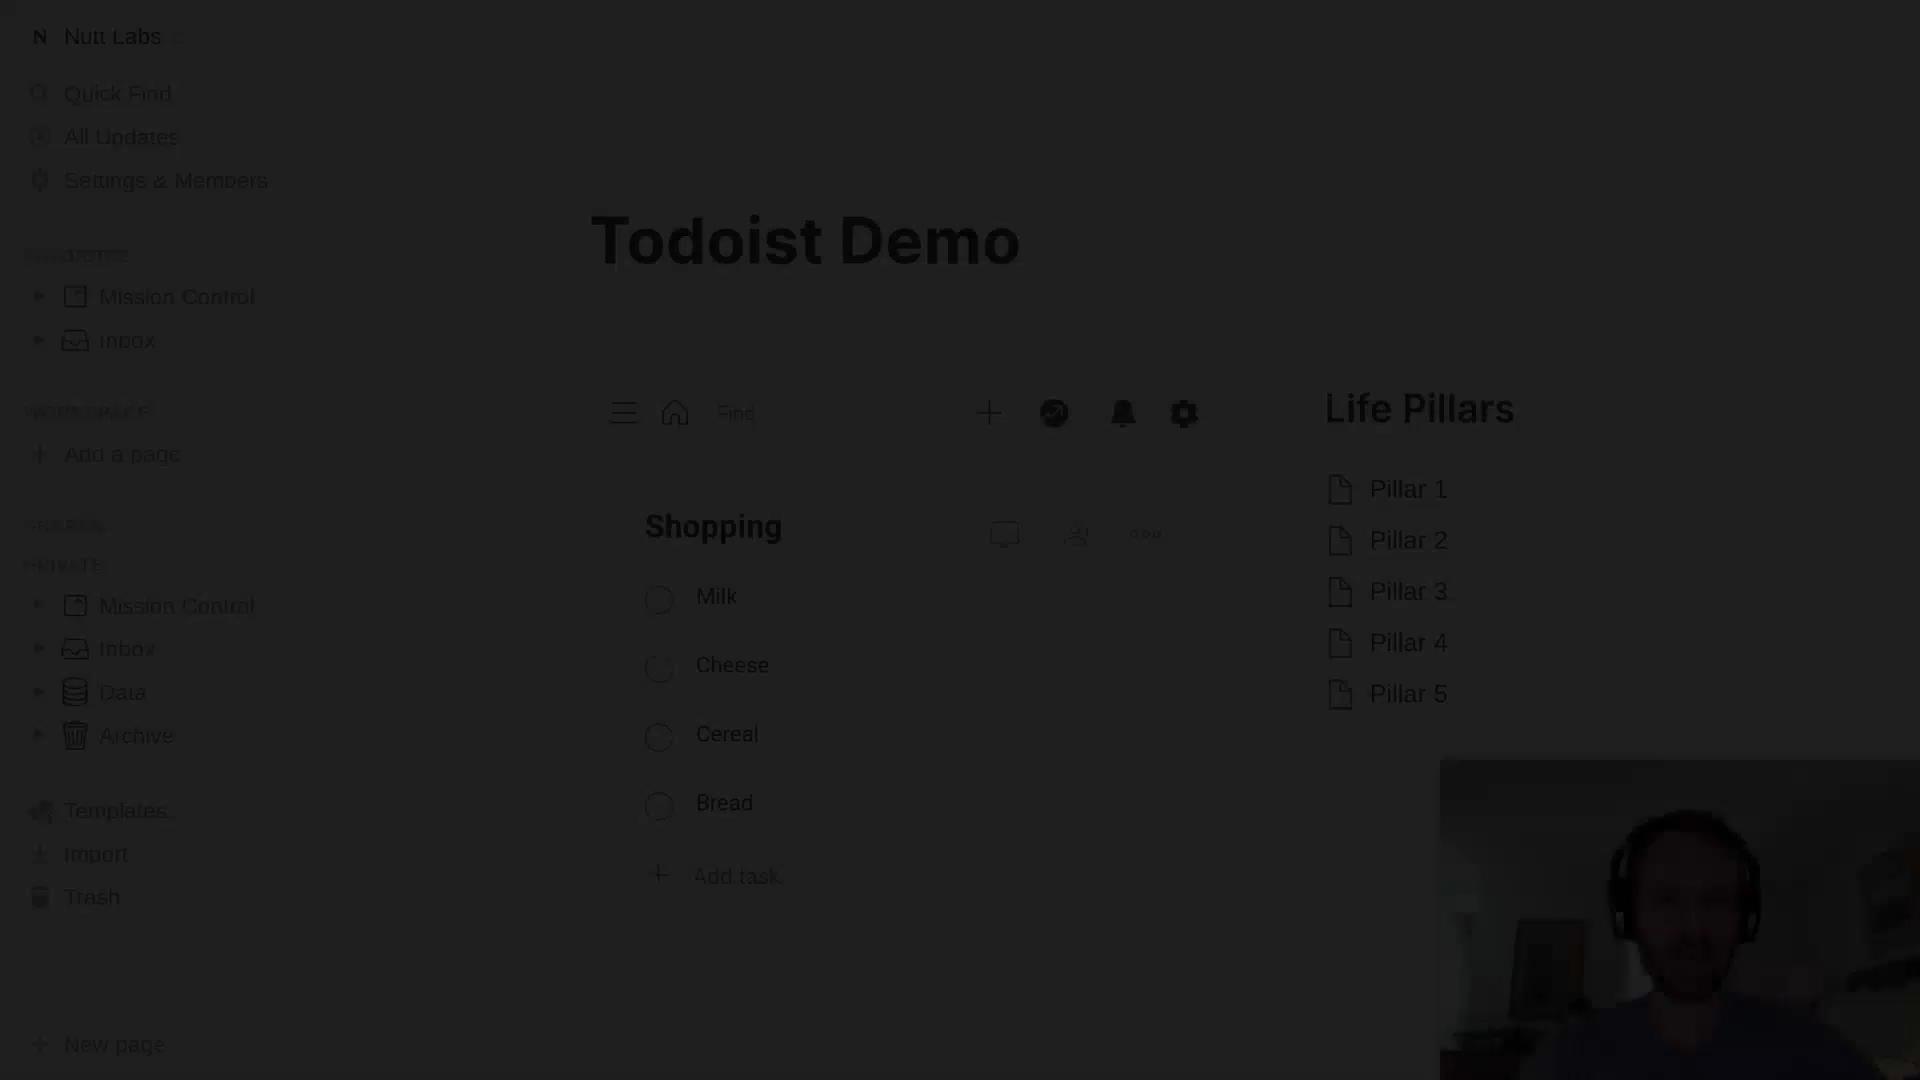 N Nutt Labs
Quick Find
All Updates
Settings & Members
Mission Control
Inbox
WORKSPACE
Add a page
PRIVATE
Mission Control
Inbox
Data
Archive
Templates
Import
Trash
New page
Todoist Demo
Find
Shopping
Milk
Cheese
Cereal
Bread
Add task
Life Pillars
Pillar 1
Pillar 2
Pillar 3
Pillar 4
Pillar 5